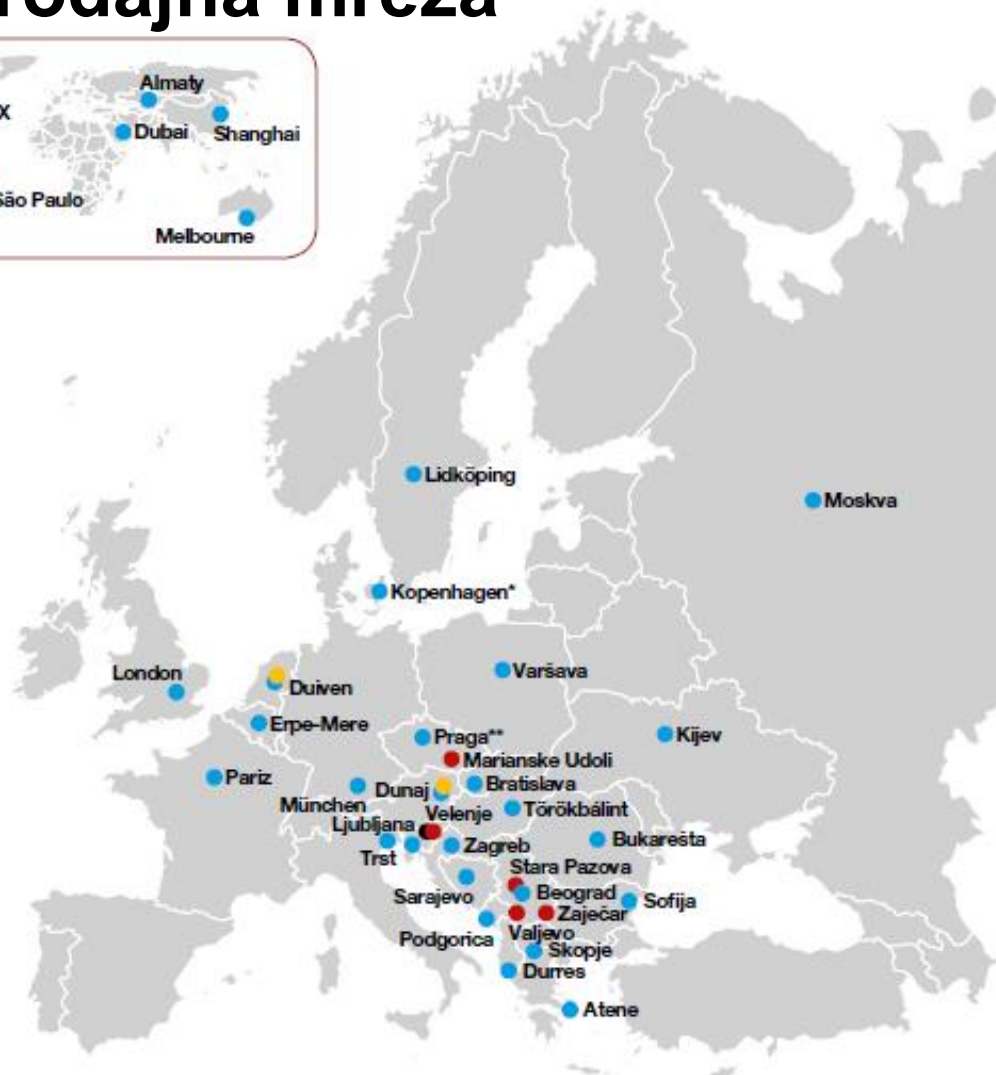 rodajna mreža
Almaty
X
Dubai
Shanghai
São Paulo
Melbourne
Lidköping
Moskva
Kopenhagen*
London
Varšava
Duiven
Erpe-Mere
Kijev
Praga**
Marianske Udoli
Pariz
Dunaj
Bratislava
München
Velenje
Törökbálint
Ljubljana
Bukarešta
Zagreb
Trst
Stara Pazova
Sarajevo
Beograd
Sofija
Zaječar
Podgorica
Valjevo
Skopje
Durres
Atene